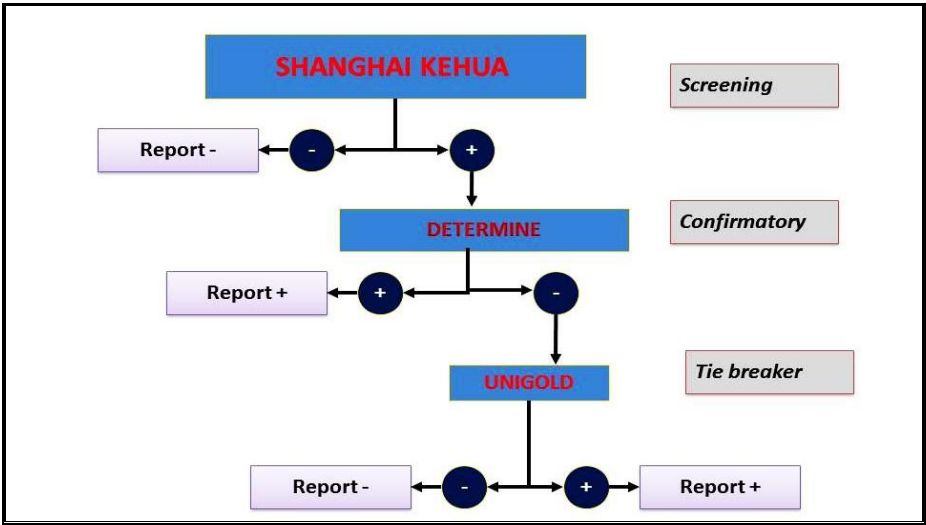 SHANGHAI KEHUA
Screening
Report -
-
+
DETERMINE
Confirmatory
Report +
+
-
UNIGOLD
Tie breaker
Report -
-
+
Report +